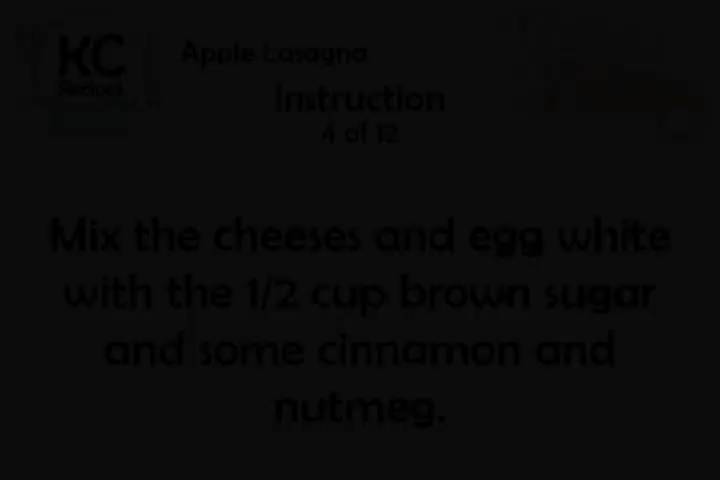 KC
Recipes
Apple Lasagna
Instruction
4 of 12
Mix the cheeses and egg white
with the 1/2 cup brown sugar
and some cinnamon and
nutmeg.